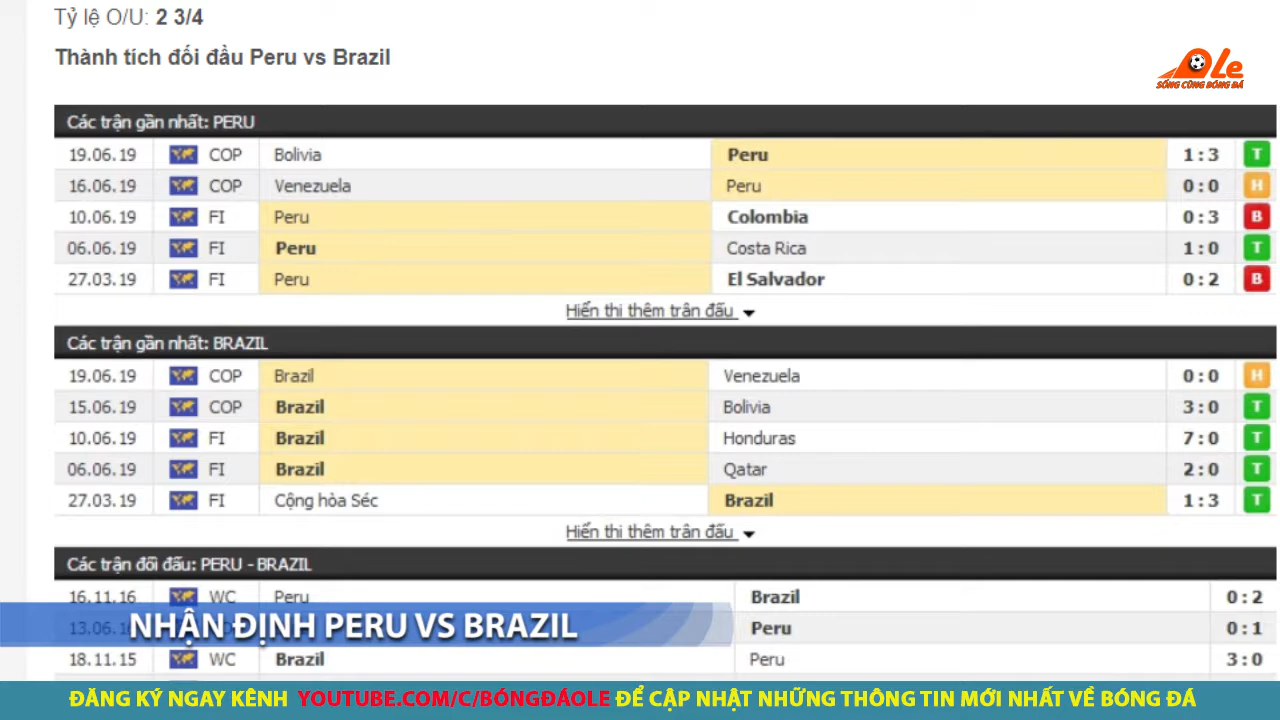 Tỷ lệ O/U: 2 3/4
Thành tích đối đầu Peru vs Brazil
Ole
SỐNG CÙNG BÓNG ĐÁ
Các trận gần nhất: PERU
19.06.19 COP Bolivia Peru 1 : 3 T
16.06.19 COP Venezuela Peru 0 : 0 H
10.06.19 FI Peru Colombia 0 : 3 B
06.06.19 FI Peru Costa Rica 1 : 0 T
27.03.19 FI Peru El Salvador 0 : 2 B
Hiển thị thêm trận đấu
Các trận gần nhất: BRAZIL
19.06.19 COP Brazil Venezuela 0 : 0 H
15.06.19 COP Brazil Bolivia 3 : 0 T
10.06.19 FI Brazil Honduras 7 : 0 T
06.06.19 FI Brazil Qatar 2 : 0 T
27.03.19 FI Cộng hòa Séc Brazil 1 : 3 T
Hiển thị thêm trận đấu
Các trận đối đấu: PERU - BRAZIL
16.11.16 WC Peru Brazil 0 : 2
Peru 0 : 1
NHẬN ĐỊNH PERU VS BRAZIL
18.11.15 WC Brazil Peru 3 : 0
ĐĂNG KÝ NGAY KÊNH YOUTUBE.COM/C/BÓNGĐÁOLE ĐỂ CẬP NHẬT NHỮNG THÔNG TIN MỚI NHẤT VỀ BÓNG ĐÁ